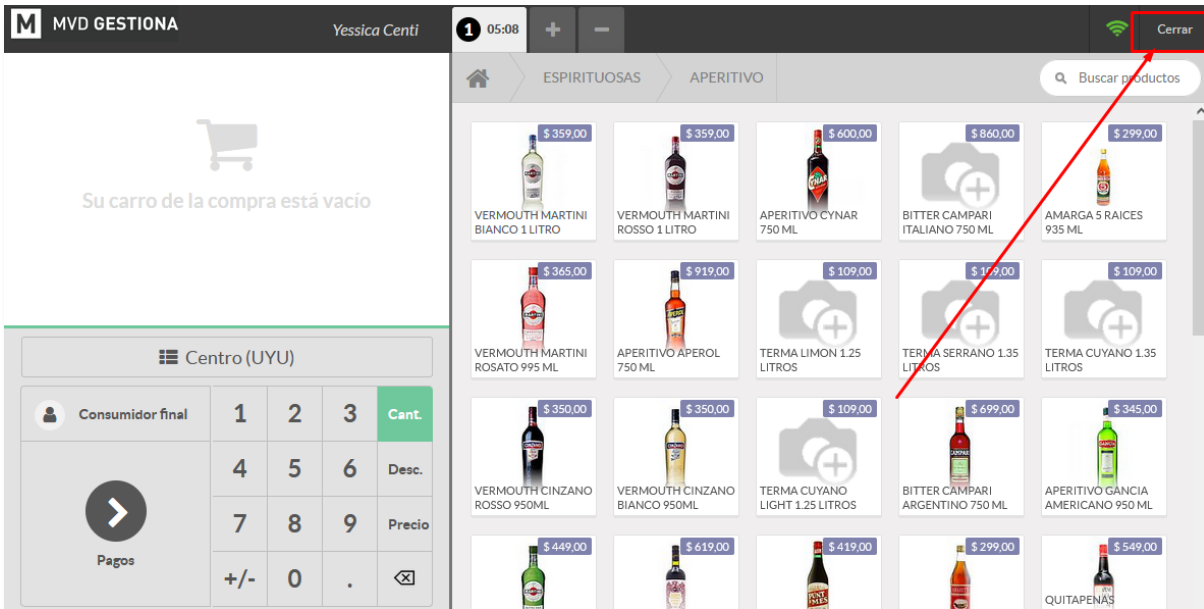 M MVD GESTIONA
Yessica Centi
1 05:08
+
−
Cerrar
Su carro de la compra está vacío
Centro (UYU)
Consumidor final
1 2 3 Cant.
4 5 6 Desc.
7 8 9 Precio
+/- 0 .
Pagos
ESPIRITUOSAS
APERITIVO
Buscar productos
$ 359,00
VERMOUTH MARTINI
BIANCO 1 LITRO
$ 359,00
VERMOUTH MARTINI
ROSSO 1 LITRO
$ 600,00
APERITIVO CYNAR
750 ML
$ 860,00
BITTER CAMPARI
ITALIANO 750 ML
$ 299,00
AMARGA 5 RAICES
935 ML
$ 365,00
VERMOUTH MARTINI
ROSATO 995 ML
$ 919,00
APERITIVO APEROL
750 ML
$ 109,00
TERMA LIMON 1.25
LITROS
$ 109,00
TERMA SERRANO 1.35
LITROS
$ 109,00
TERMA CUYANO 1.35
LITROS
$ 350,00
VERMOUTH CINZANO
ROSSO 950ML
$ 350,00
VERMOUTH CINZANO
BIANCO 950ML
$ 109,00
TERMA CUYANO
LIGHT 1.25 LITROS
$ 699,00
BITTER CAMPARI
ARGENTINO 750 ML
$ 345,00
APERITIVO GANCIA
AMERICANO 950 ML
$ 449,00
$ 619,00
$ 419,00
PUNT
E MES
$ 299,00
$ 549,00
QUITAPENAS